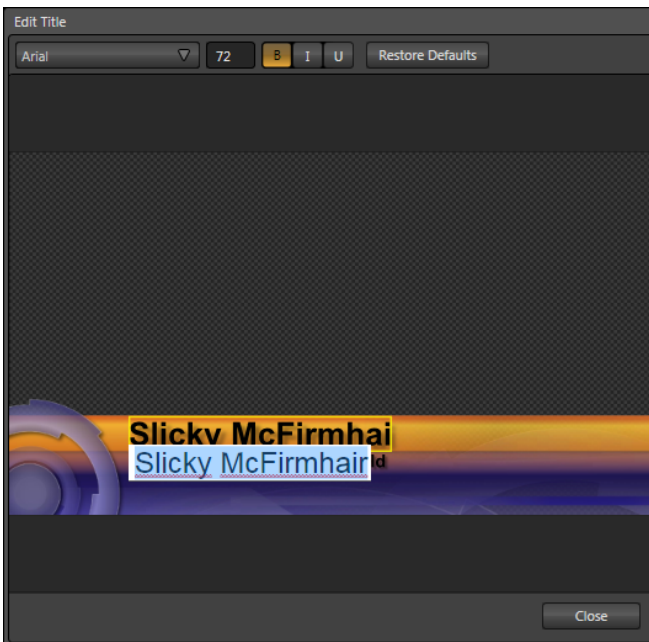 Edit Title
Arial 72 B I U Restore Defaults
Slicky McFirmhai
Slicky McFirmhair
Close